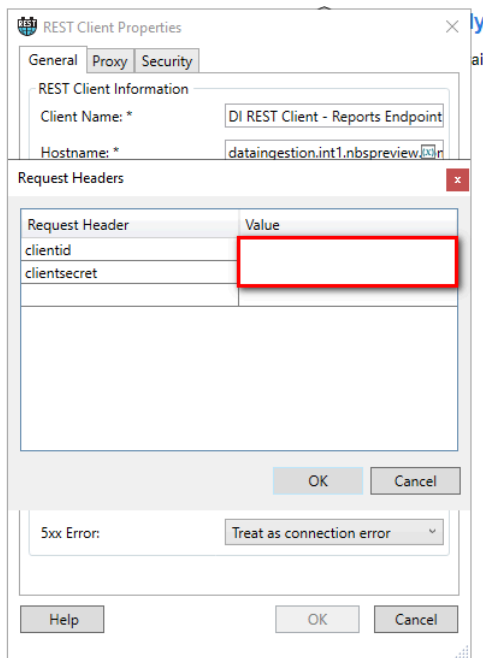 REST
REST Client Properties
General Proxy Security
REST Client Information
Client Name: * DI REST Client - Reports Endpoint
Hostname: * dataingestion.int1.nbspreview.
Request Headers
Request Header Value
clientid
clientsecret
OK Cancel
5xx Error: Treat as connection error
Help OK Cancel